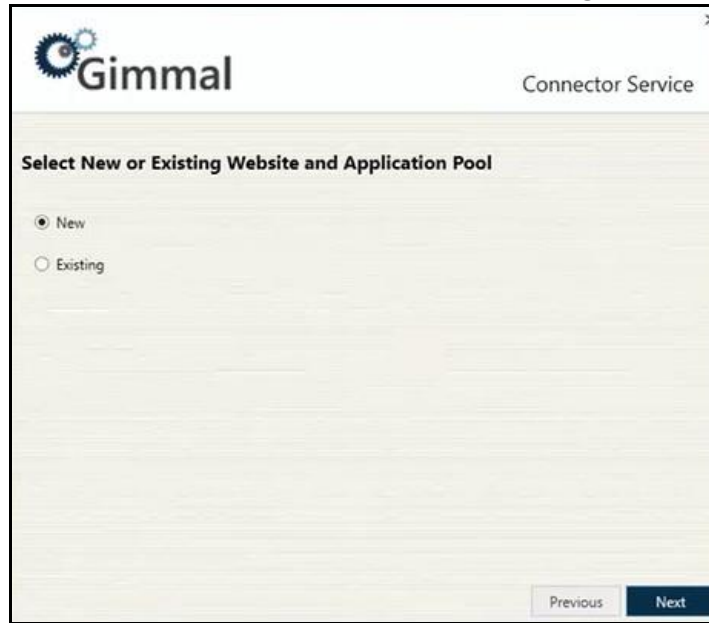 Gimmal
Connector Service
Select New or Existing Website and Application Pool
New
Existing
Previous Next